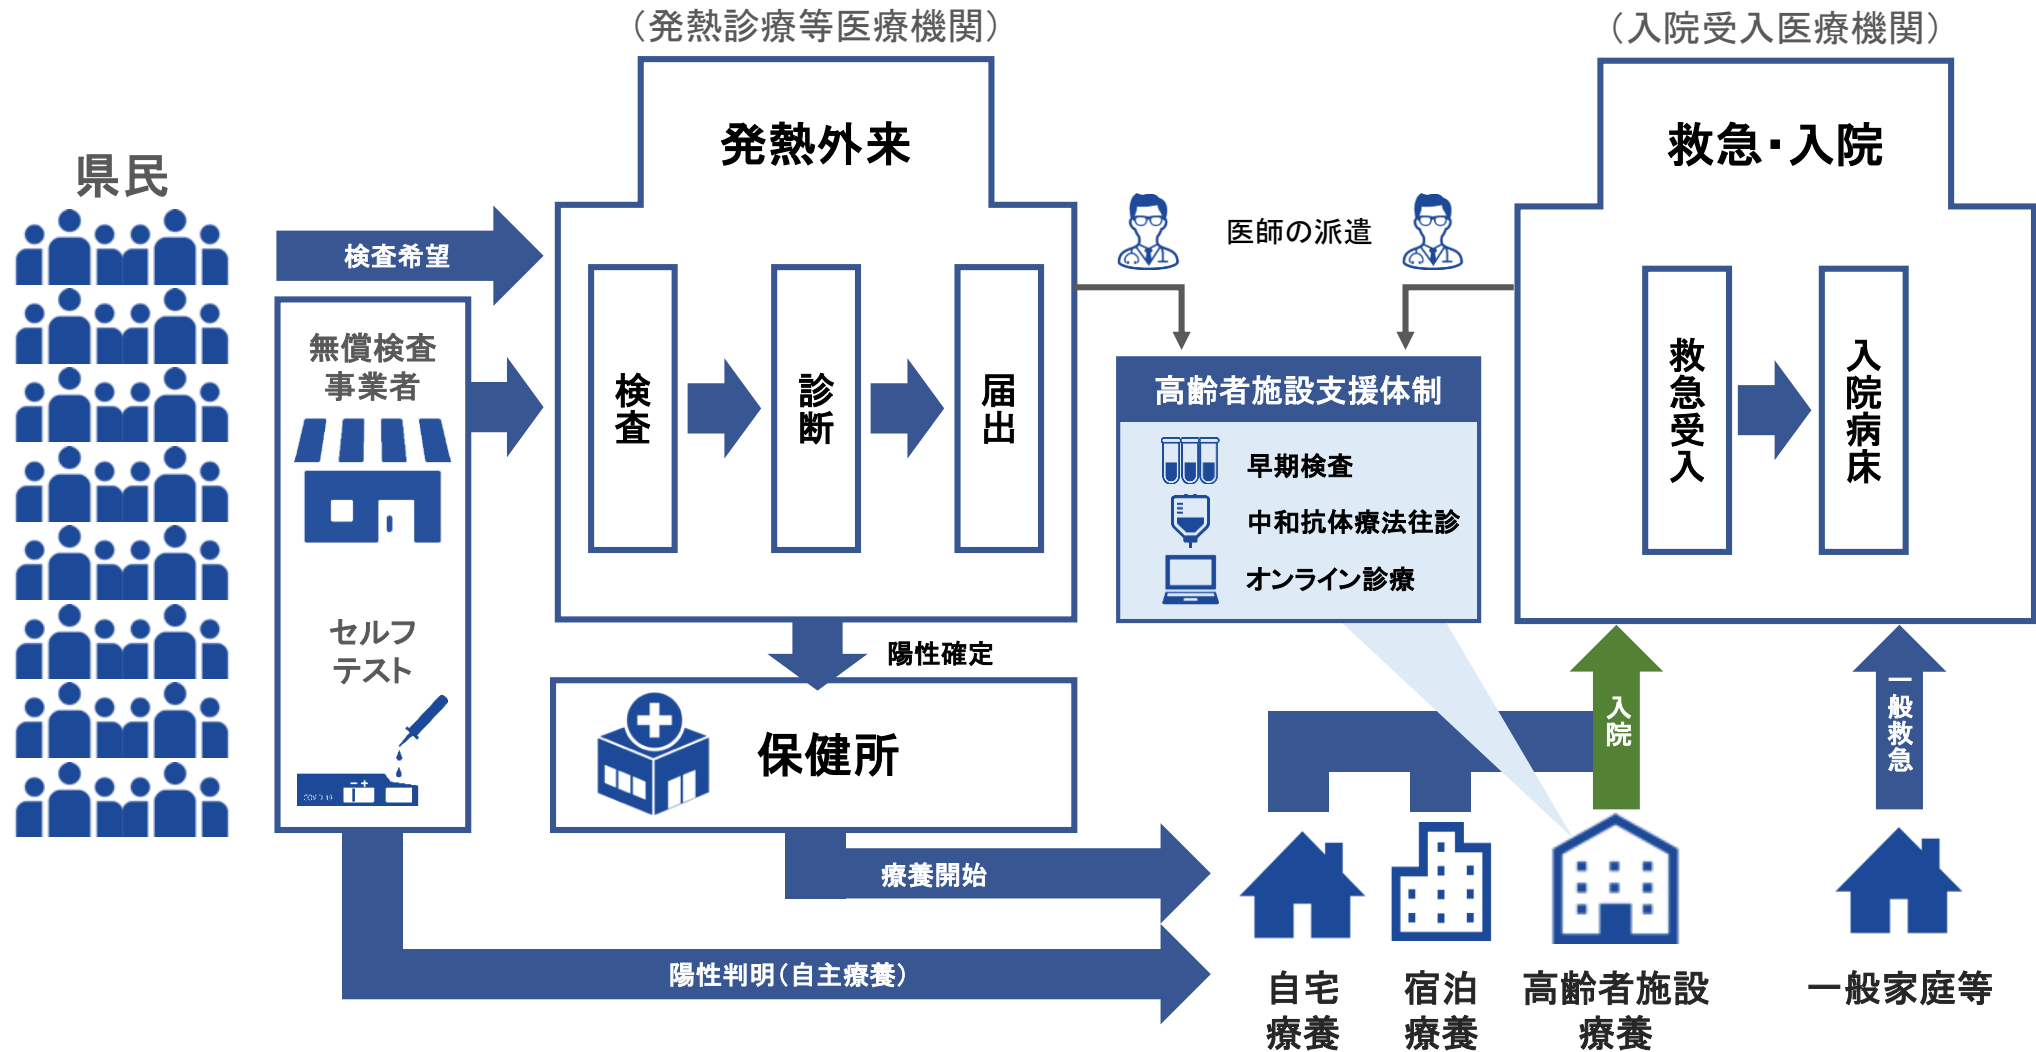 （発熱診療等医療機関）
（入院受入医療機関）
発熱外来
救急・入院
県民
検査希望
医師の派遣
無償検査
事業者
検査
診断
届出
高齢者施設支援体制
早期検査
中和抗体療法往診
オンライン診療
救急受入
入院病床
セルフ
テスト
陽性確定
保健所
入院
一般救急
療養開始
陽性判明（自主療養）
自宅
療養
宿泊
療養
高齢者施設
療養
一般家庭等